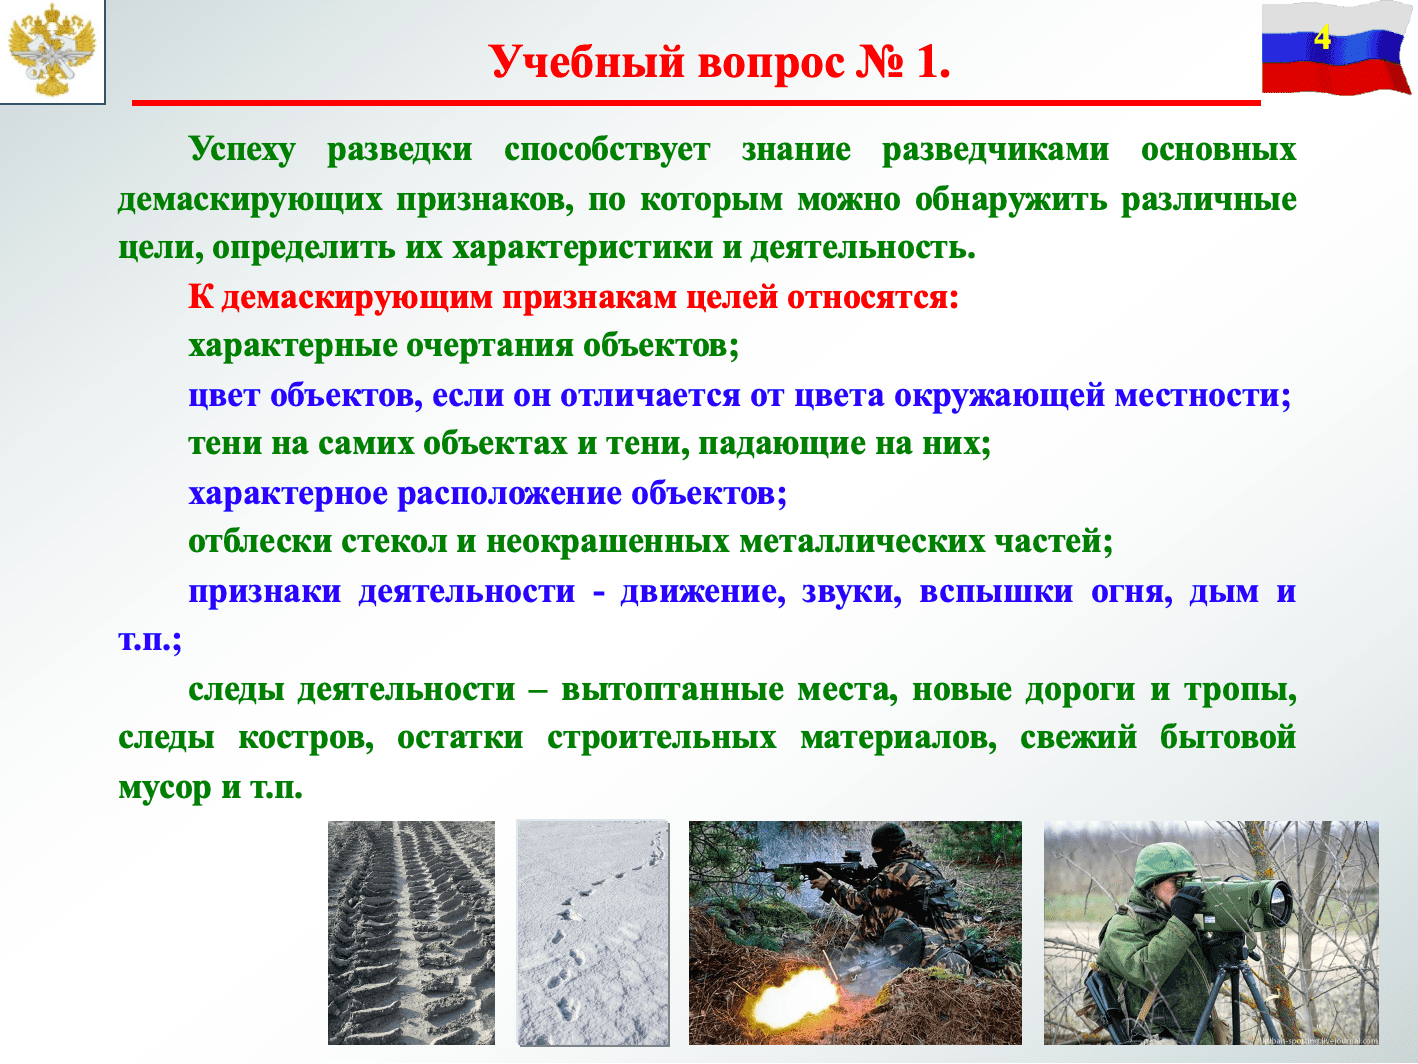 4
Учебный вопрос № 1.
Успеху разведки способствует знание разведчиками основных
демаскирующих признаков, по которым можно обнаружить различные
цели, определить их характеристики и деятельность.
К демаскирующим признакам целей относятся:
характерные очертания объектов;
цвет объектов, если он отличается от цвета окружающей местности;
тени на самих объектах и тени, падающие на них;
характерное расположение объектов;
отблески стекол и неокрашенных металлических частей;
признаки деятельности - движение, звуки, вспышки огня, дым и
т.п.;
следы деятельности – вытоптанные места, новые дороги и тропы,
следы костров, остатки строительных материалов, свежий бытовой
мусор и т.п.